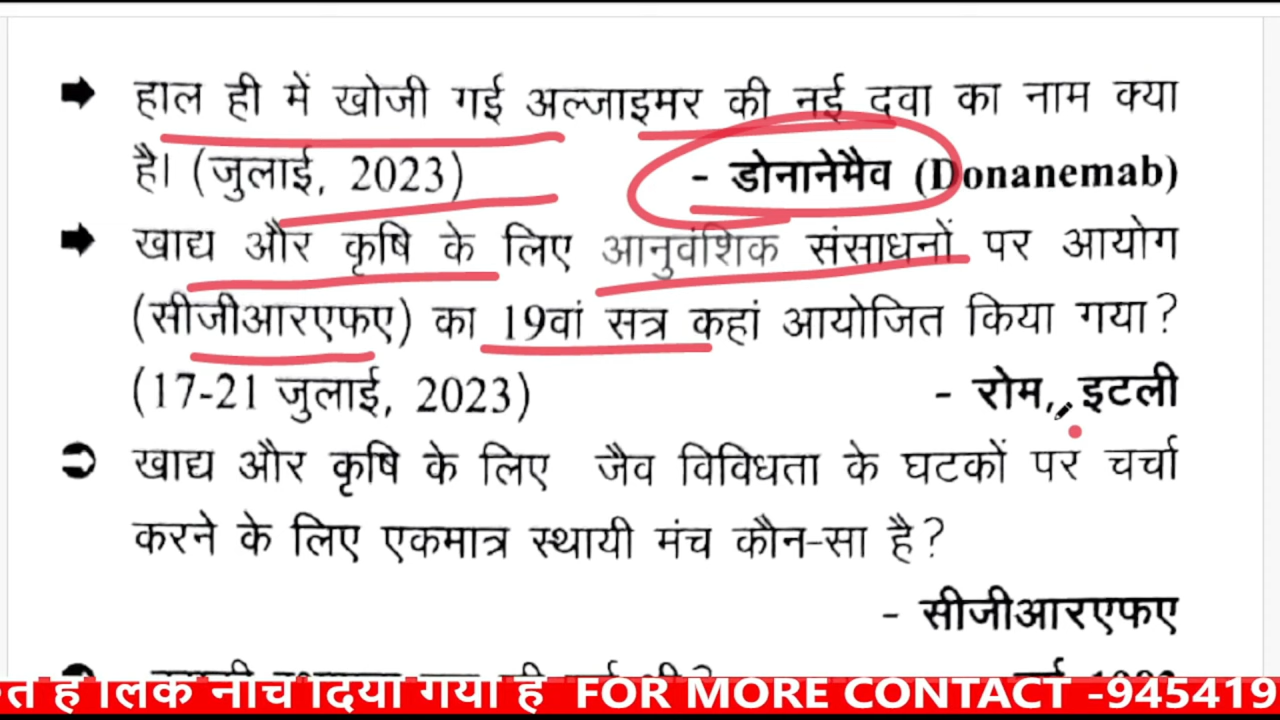 हाल ही में खोजी गई अल्जाइमर की नई दवा का नाम क्या
है। (जुलाई, 2023) - डोनानेमैव (Donanemab)
खाद्य और कृषि के लिए आनुवंशिक संसाधनों पर आयोग
(सीजीआरएफए) का 19वां सत्र कहां आयोजित किया गया?
(17-21 जुलाई, 2023) - रोम, इटली
खाद्य और कृषि के लिए जैव विविधता के घटकों पर चर्चा
करने के लिए एकमात्र स्थायी मंच कौन-सा है?
- सीजीआरएफए
है लिंक नीचे दिया गया है FOR MORE CONTACT -945419